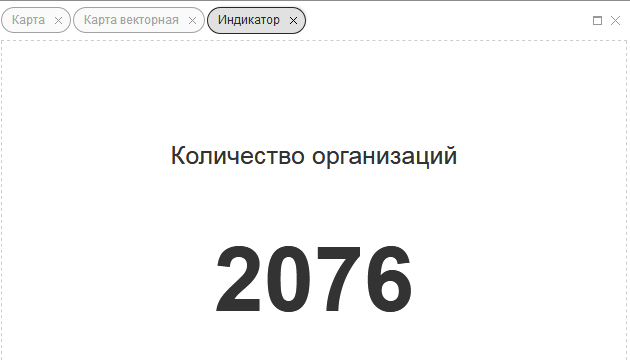 Карта Карта векторная Индикатор
Количество организаций
2076